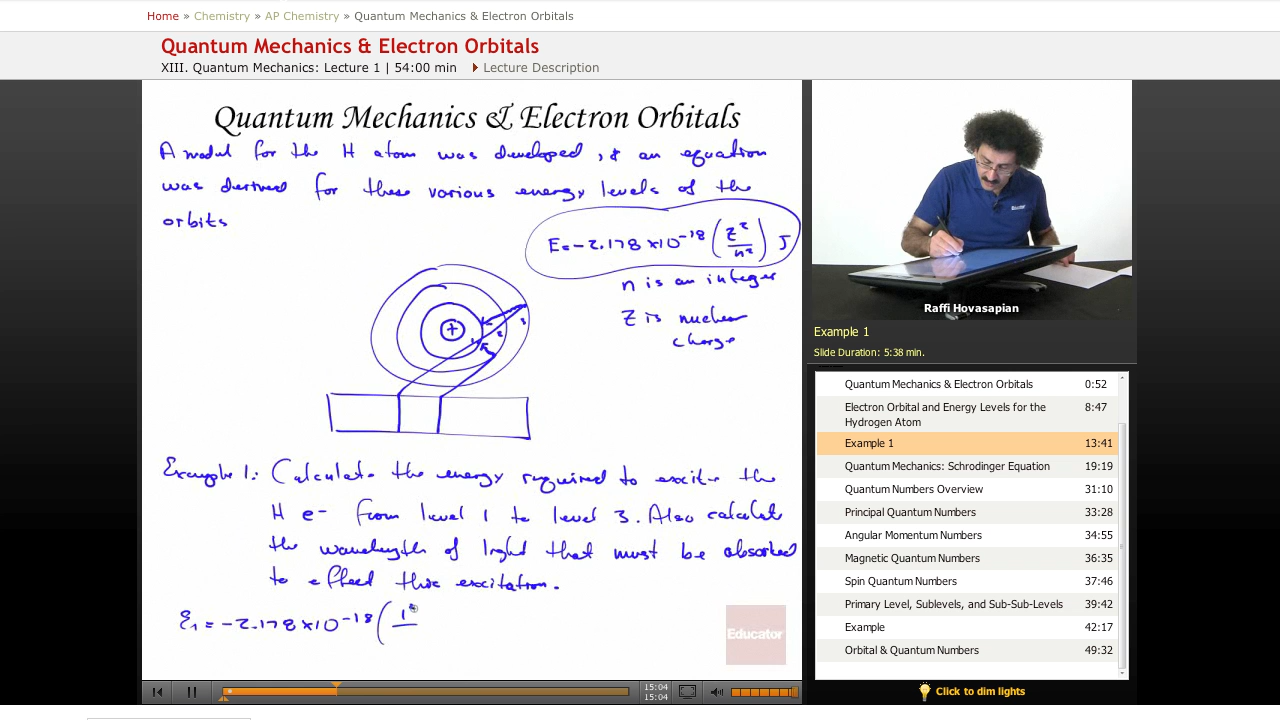 Home » Chemistry » AP Chemistry » Quantum Mechanics & Electron Orbitals
Quantum Mechanics & Electron Orbitals
XIII. Quantum Mechanics: Lecture 1 | 54:00 min Lecture Description
Quantum Mechanics & Electron Orbitals
A model for the H atom was developed, & an equation
was derived for these various energy levels of the
orbits
E = -2.178 × 10⁻¹⁸ (Z²/n²) J
n is an integer
Z is nuclear
charge
+
1 2 3
Example 1: Calculate the energy required to excite the
H e- from level 1 to level 3. Also calculate
the wavelength of light that must be absorbed
to effect this excitation.
E₁ = -2.178 × 10⁻¹⁸ (1²
Educator
Raffi Hovasapian
Example 1
Slide Duration: 5:38 min.
Quantum Mechanics & Electron Orbitals 0:52
Electron Orbital and Energy Levels for the
Hydrogen Atom 8:47
Example 1 13:41
Quantum Mechanics: Schrodinger Equation 19:19
Quantum Numbers Overview 31:10
Principal Quantum Numbers 33:28
Angular Momentum Numbers 34:55
Magnetic Quantum Numbers 36:35
Spin Quantum Numbers 37:46
Primary Level, Sublevels, and Sub-Sub-Levels 39:42
Example 42:17
Orbital & Quantum Numbers 49:32
15:04
15:04
Click to dim lights